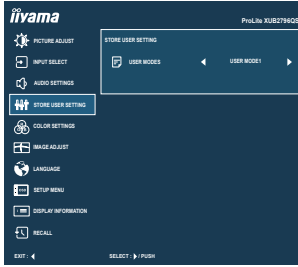 iiyama
ProLite XUB2796QS
PICTURE ADJUST
STORE USER SETTING
INPUT SELECT
USER MODES
USER MODE1
AUDIO SETTINGS
STORE USER SETTING
COLOR SETTINGS
IMAGE ADJUST
LANGUAGE
SETUP MENU
DISPLAY INFORMATION
RECALL
EXIT :
SELECT : / PUSH